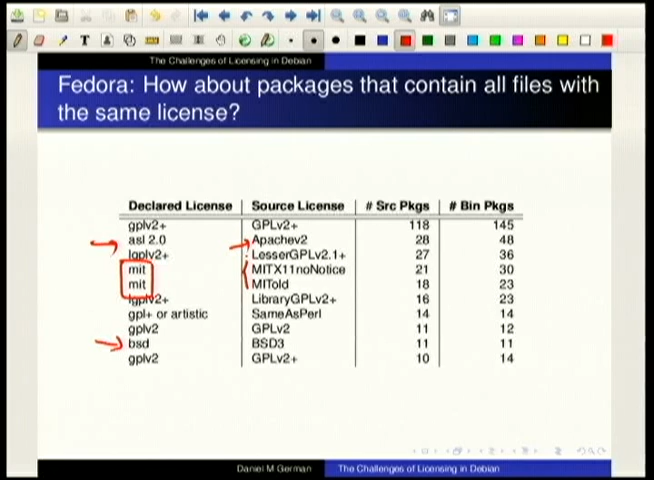 The Challenges of Licensing in Debian
Fedora: How about packages that contain all files with
the same license?
Declared License Source License # Src Pkgs # Bin Pkgs
gplv2+ GPLv2+ 118 145
asl 2.0 Apachev2 28 48
lgplv2+ LesserGPLv2.1+ 27 36
mit MITX11noNotice 21 30
mit MITold 18 23
lgplv2+ LibraryGPLv2+ 16 23
gpl+ or artistic SameAsPerl 14 14
gplv2 GPLv2 11 12
bsd BSD3 11 11
gplv2 GPLv2+ 10 14
Daniel M German The Challenges of Licensing in Debian